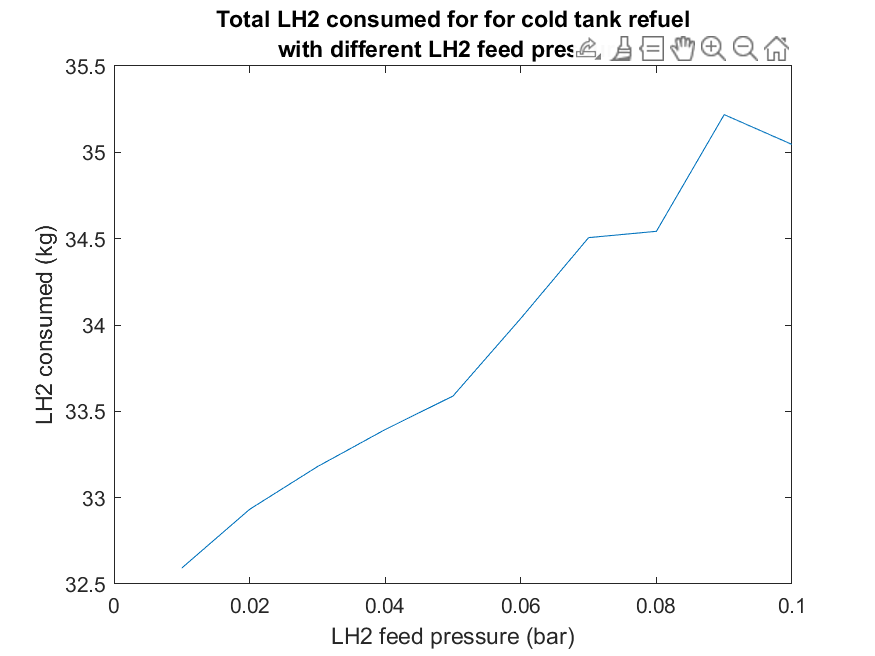 Total LH2 consumed for for cold tank refuel
with different LH2 feed
35.5
35
34.5
34
33.5
33
32.5
LH2 consumed (kg)
0 0.02 0.04 0.06 0.08 0.1
LH2 feed pressure (bar)